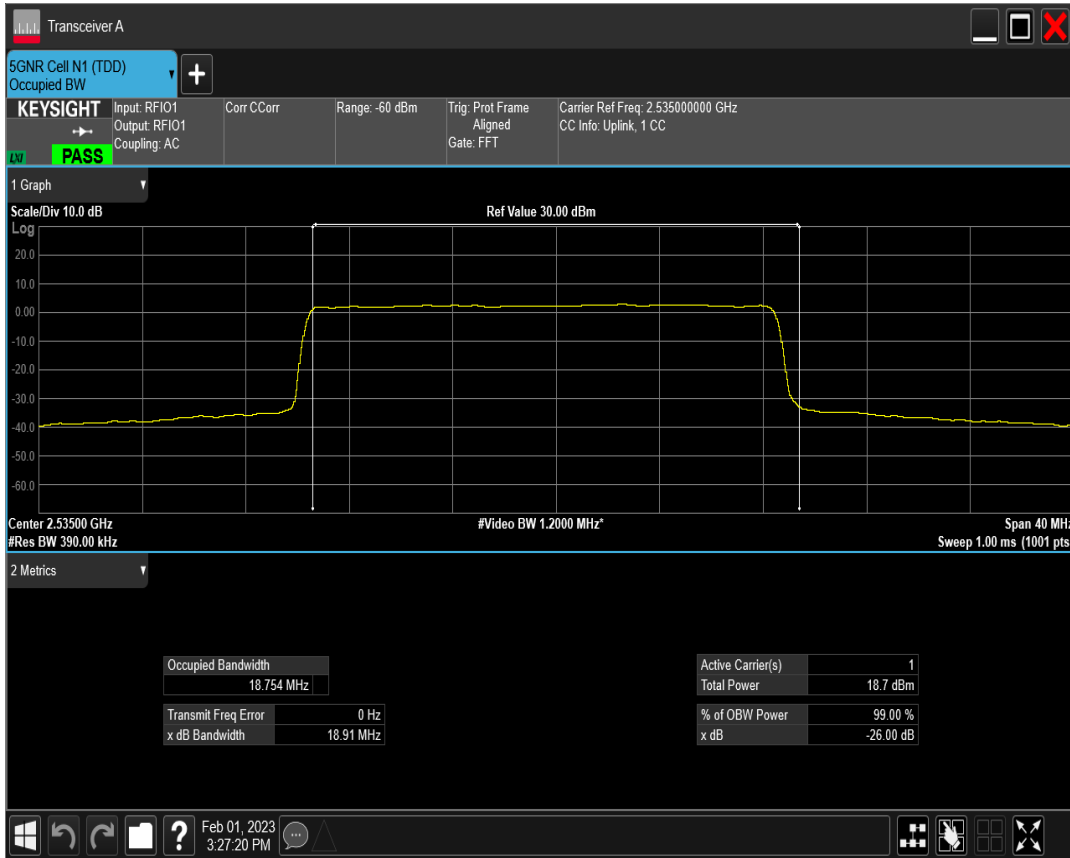 Transceiver A
5GNR Cell N1 (TDD)
Occupied BW
KEYSIGHT
LXI
PASS
Input: RFIO1
Output: RFIO1
Coupling: AC
Corr CCorr
Range: -60 dBm
Trig: Prot Frame
Aligned
Gate: FFT
Carrier Ref Freq: 2.535000000 GHz
CC Info: Uplink, 1 CC
1 Graph
Scale/Div 10.0 dB
Ref Value 30.00 dBm
Log
20.0
10.0
0.00
-10.0
-20.0
-30.0
-40.0
-50.0
-60.0
Center 2.53500 GHz
#Video BW 1.2000 MHz*
Span 40 MHz
#Res BW 390.00 kHz
Sweep 1.00 ms (1001 pts
2 Metrics
Occupied Bandwidth
18.754 MHz
Transmit Freq Error 0 Hz
x dB Bandwidth 18.91 MHz
Active Carrier(s) 1
Total Power 18.7 dBm
% of OBW Power 99.00 %
x dB -26.00 dB
?
Feb 01, 2023
3:27:20 PM